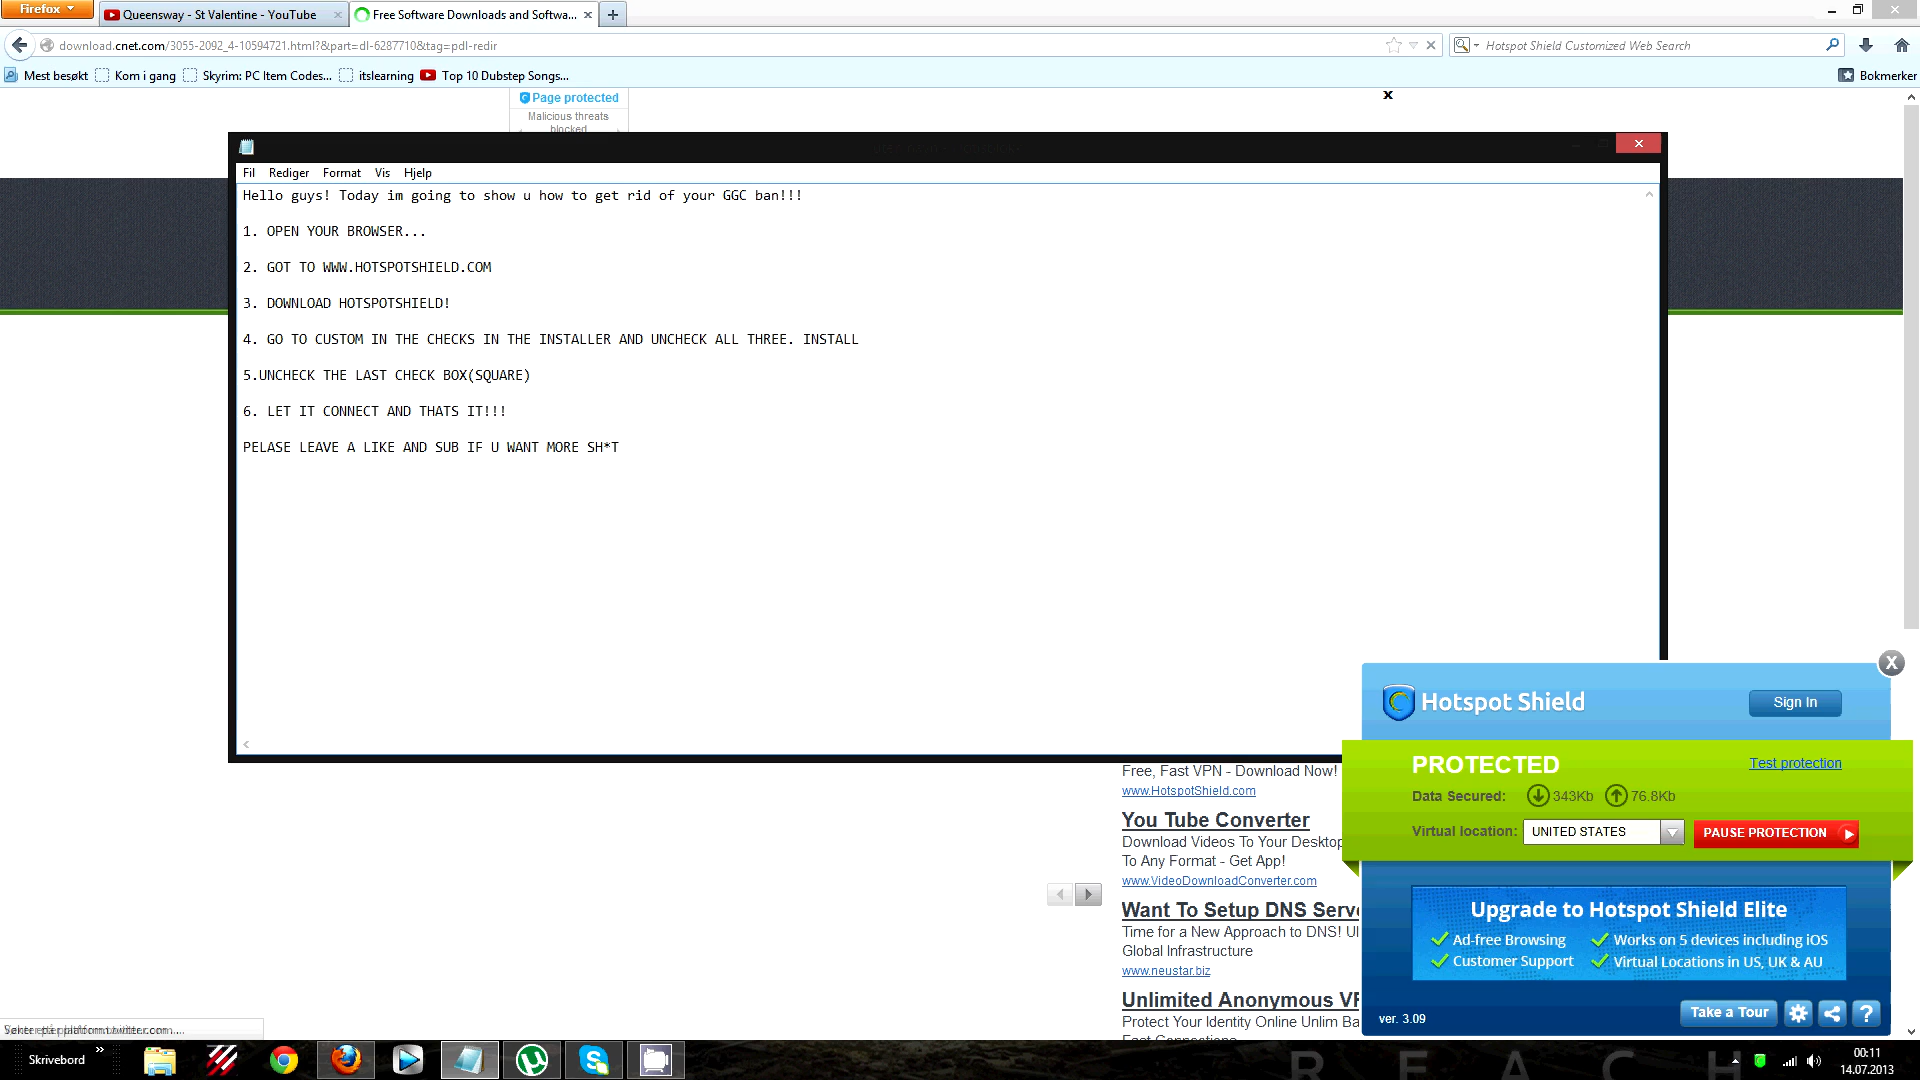 Firefox
Queensway - St Valentine - YouTube
Free Software Downloads and Softwa...
download.cnet.com/3055-2092_4-10594721.html?&part=dl-6287710&tag=pdl-redir
Hotspot Shield Customized Web Search
Mest besøkt
Kom i gang
Skyrim: PC Item Codes...
itslearning
Top 10 Dubstep Songs...
Bokmerker
Page protected
Malicious threats
blocked
x
Fil Rediger Format Vis Hjelp
Hello guys! Today im going to show u how to get rid of your GGC ban!!!
1. OPEN YOUR BROWSER...
2. GOT TO WWW.HOTSPOTSHIELD.COM
3. DOWNLOAD HOTSPOTSHIELD!
4. GO TO CUSTOM IN THE CHECKS IN THE INSTALLER AND UNCHECK ALL THREE. INSTALL
5.UNCHECK THE LAST CHECK BOX(SQUARE)
6. LET IT CONNECT AND THATS IT!!!
PELASE LEAVE A LIKE AND SUB IF U WANT MORE SH*T
Free, Fast VPN - Download Now!
www.HotspotShield.com
You Tube Converter
Download Videos To Your Desktop
To Any Format - Get App!
www.VideoDownloadConverter.com
Want To Setup DNS Serve
Time for a New Approach to DNS! Ul
Global Infrastructure
www.neustar.biz
Unlimited Anonymous VP
Protect Your Identity Online Unlim Ba
Fast Connections
X
Hotspot Shield
Sign In
PROTECTED
Test protection
Data Secured: 343Kb 76.8Kb
Virtual location: UNITED STATES
PAUSE PROTECTION
Upgrade to Hotspot Shield Elite
Ad-free Browsing
Works on 5 devices including iOS
Customer Support
Virtual Locations in US, UK & AU
ver. 3.09
Take a Tour
?
platform.twitter.com
Skrivebord
R E A C H
00:11
14.07.2013